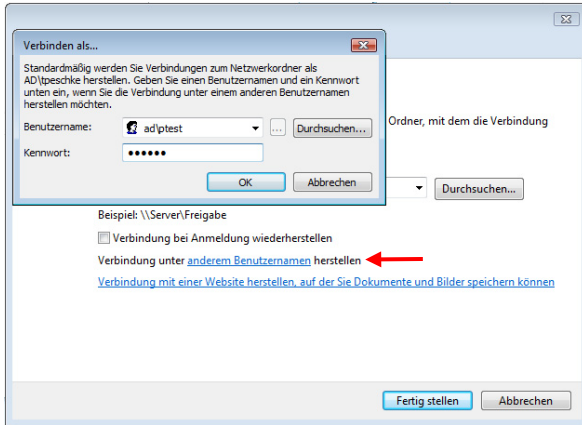 Verbinden als...
Standardmäßig werden Sie Verbindungen zum Netzwerkordner als
AD\tpeschke herstellen. Geben Sie einen Benutzernamen und ein Kennwort
unten ein, wenn Sie die Verbindung unter einem anderen Benutzernamen
herstellen möchten.
Benutzername: ad\ptest ... Durchsuchen...
Kennwort: ●●●●●●
OK Abbrechen
Ordner, mit dem die Verbindung
Durchsuchen...
Beispiel: \\Server\Freigabe
Verbindung bei Anmeldung wiederherstellen
Verbindung unter anderem Benutzernamen herstellen
Verbindung mit einer Website herstellen, auf der Sie Dokumente und Bilder speichern können
Fertig stellen Abbrechen